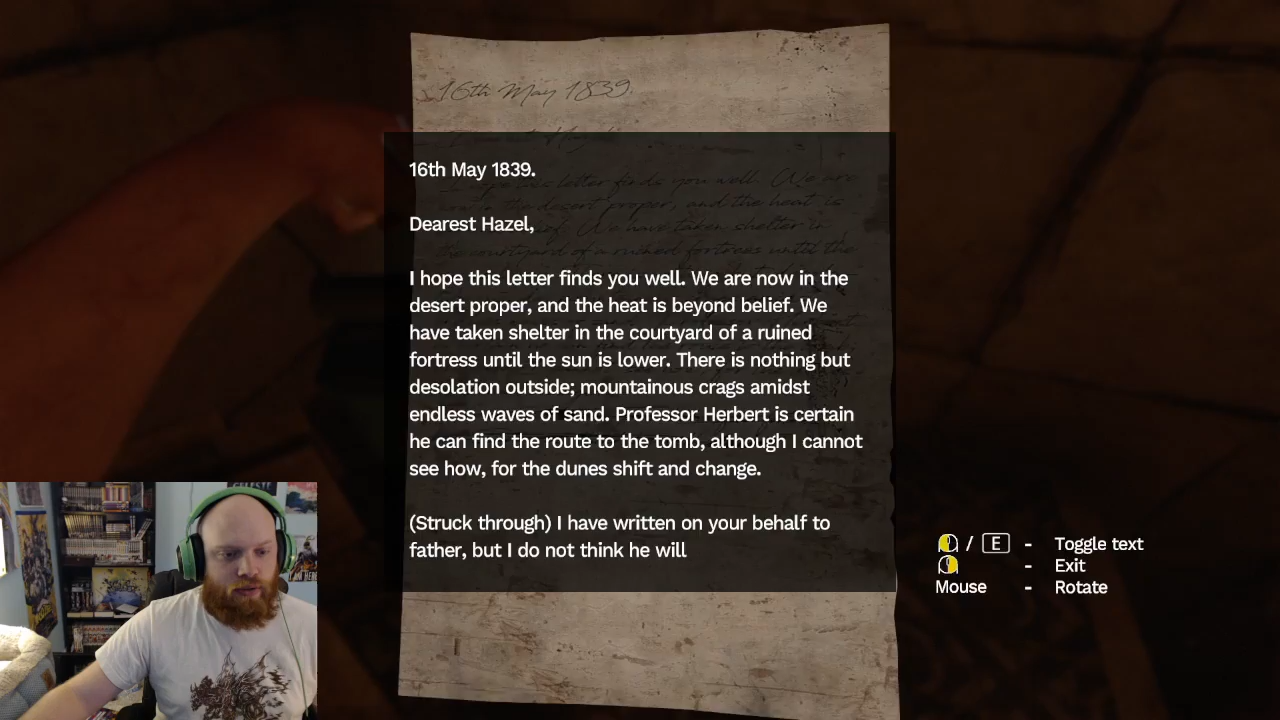 16th May 1839.
16th May 1839.
Dearest Hazel,
I hope this letter finds you well. We are now in the
desert proper, and the heat is beyond belief. We
have taken shelter in the courtyard of a ruined
fortress until the sun is lower. There is nothing but
desolation outside; mountainous crags amidst
endless waves of sand. Professor Herbert is certain
he can find the route to the tomb, although I cannot
see how, for the dunes shift and change.
(Struck through) I have written on your behalf to
father, but I do not think he will
/ E - Toggle text
- Exit
Mouse - Rotate